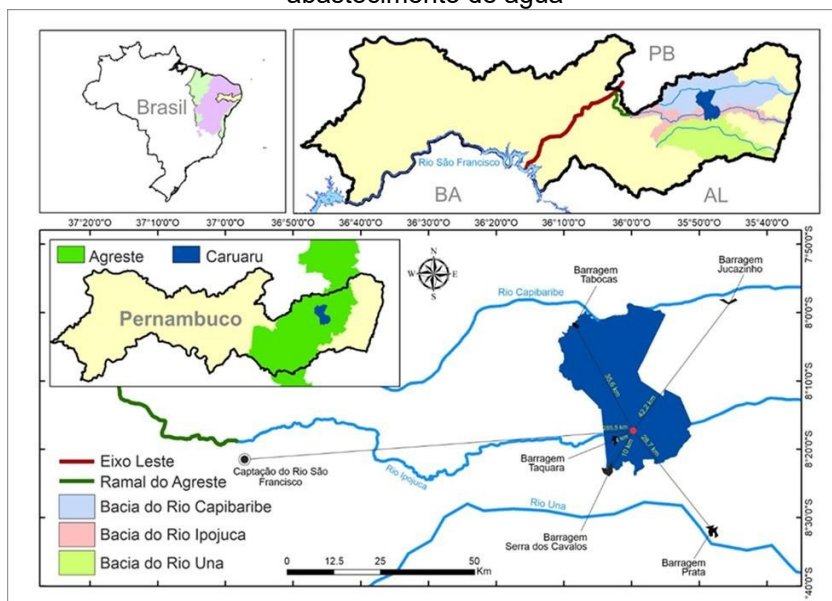 abastecimento de água
Brasil
PB
Rio São Francisco
BA
AL
37°20'0"O 37°10'0"O 37°0'0"O 36°50'0"O 36°40'0"O 36°30'0"O 36°20'0"O 36°10'0"O 36°0'0"O 35°50'0"O 35°40'0"O
Agreste
Caruaru
Pernambuco
N
W
E
S
Barragem
Tabocas
Barragem
Jucazinho
Rio Capibaribe
35,6 km
42,2 km
28,7 km
10 km
Barragem
Taquara
Captação do Rio São
Francisco
Rio Ipojuca
Rio Una
Barragem
Serra dos Cavalos
Barragem
Prata
Eixo Leste
Ramal do Agreste
Bacia do Rio Capibaribe
Bacia do Rio Ipojuca
Bacia do Rio Una
0 12.5 25 50
Km
7°50'0"S
8°0'0"S
8°10'0"S
8°20'0"S
8°30'0"S
8°40'0"S